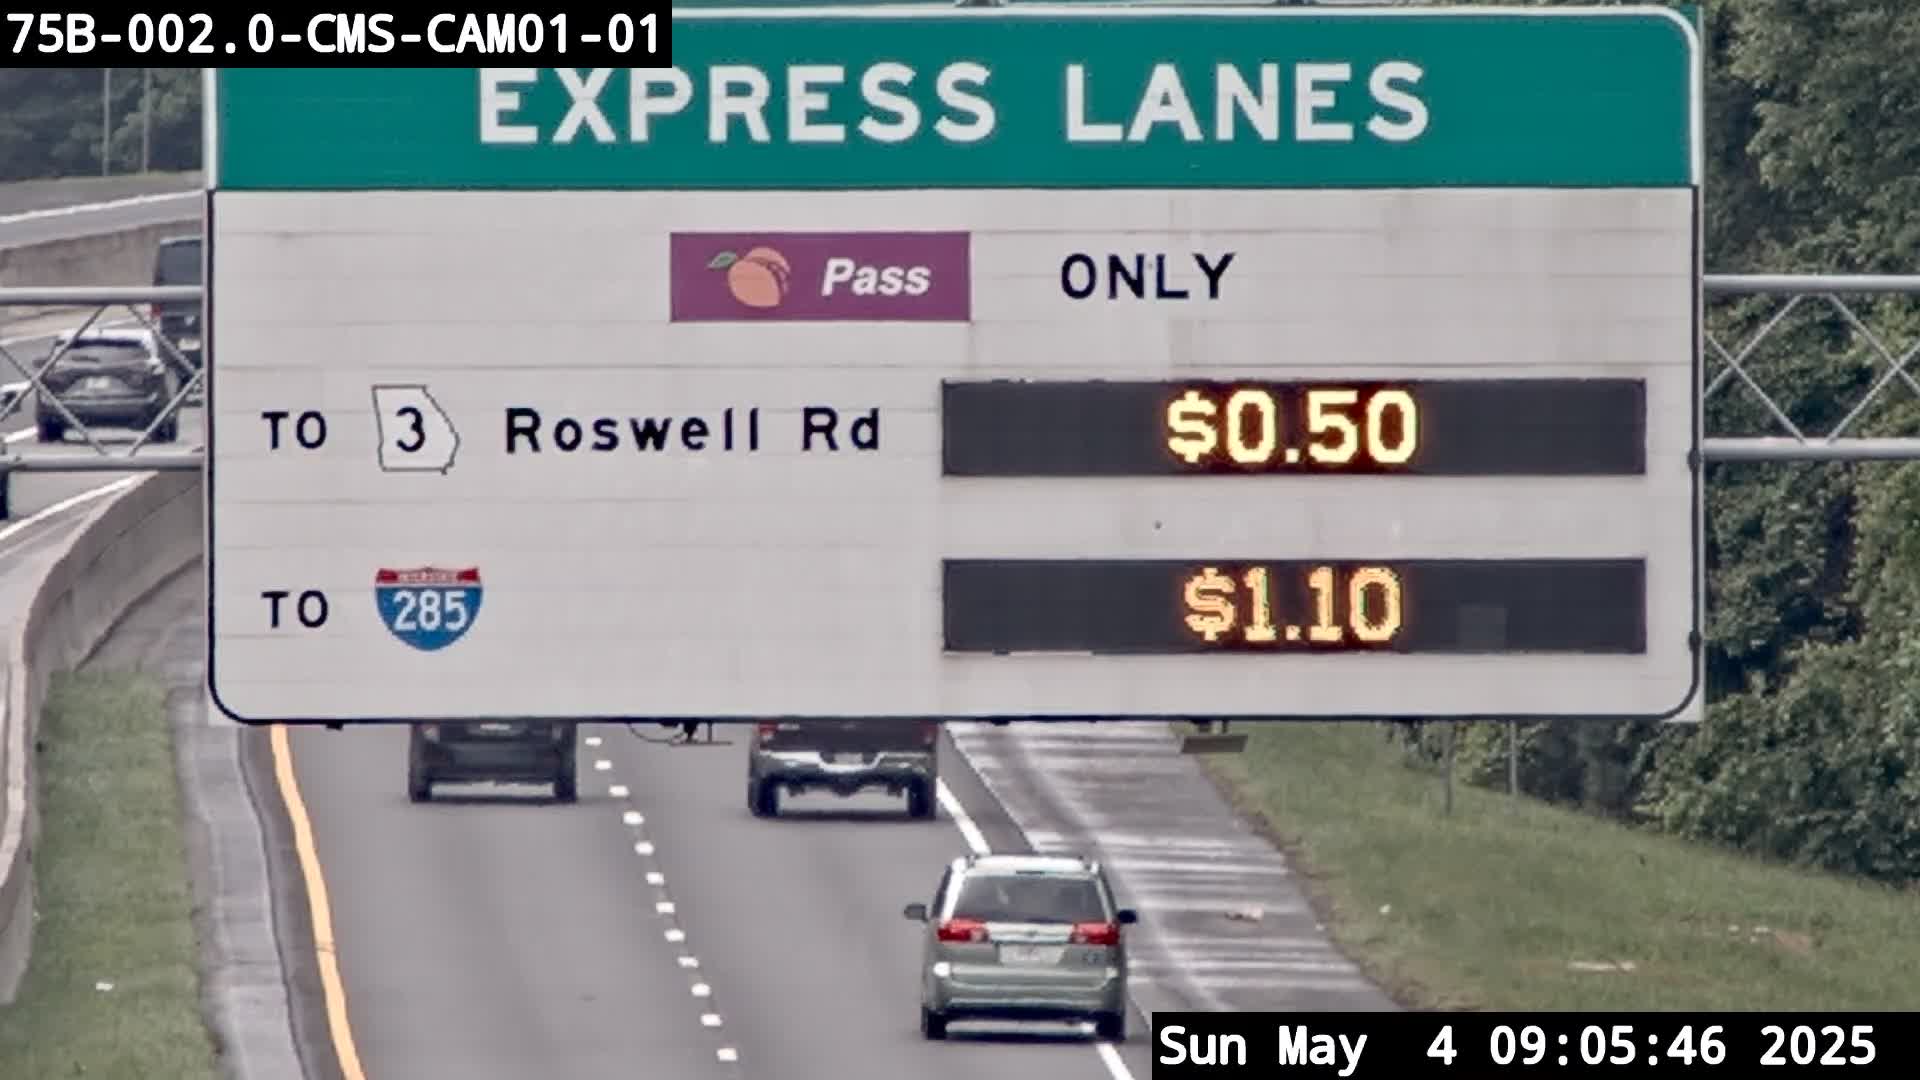 75B-002.0-CMS-CAM01-01
EXPRESS LANES
Pass ONLY
TO 3 Roswell Rd $0.50
TO 285 $1.10
Sun May 4 09:05:46 2025